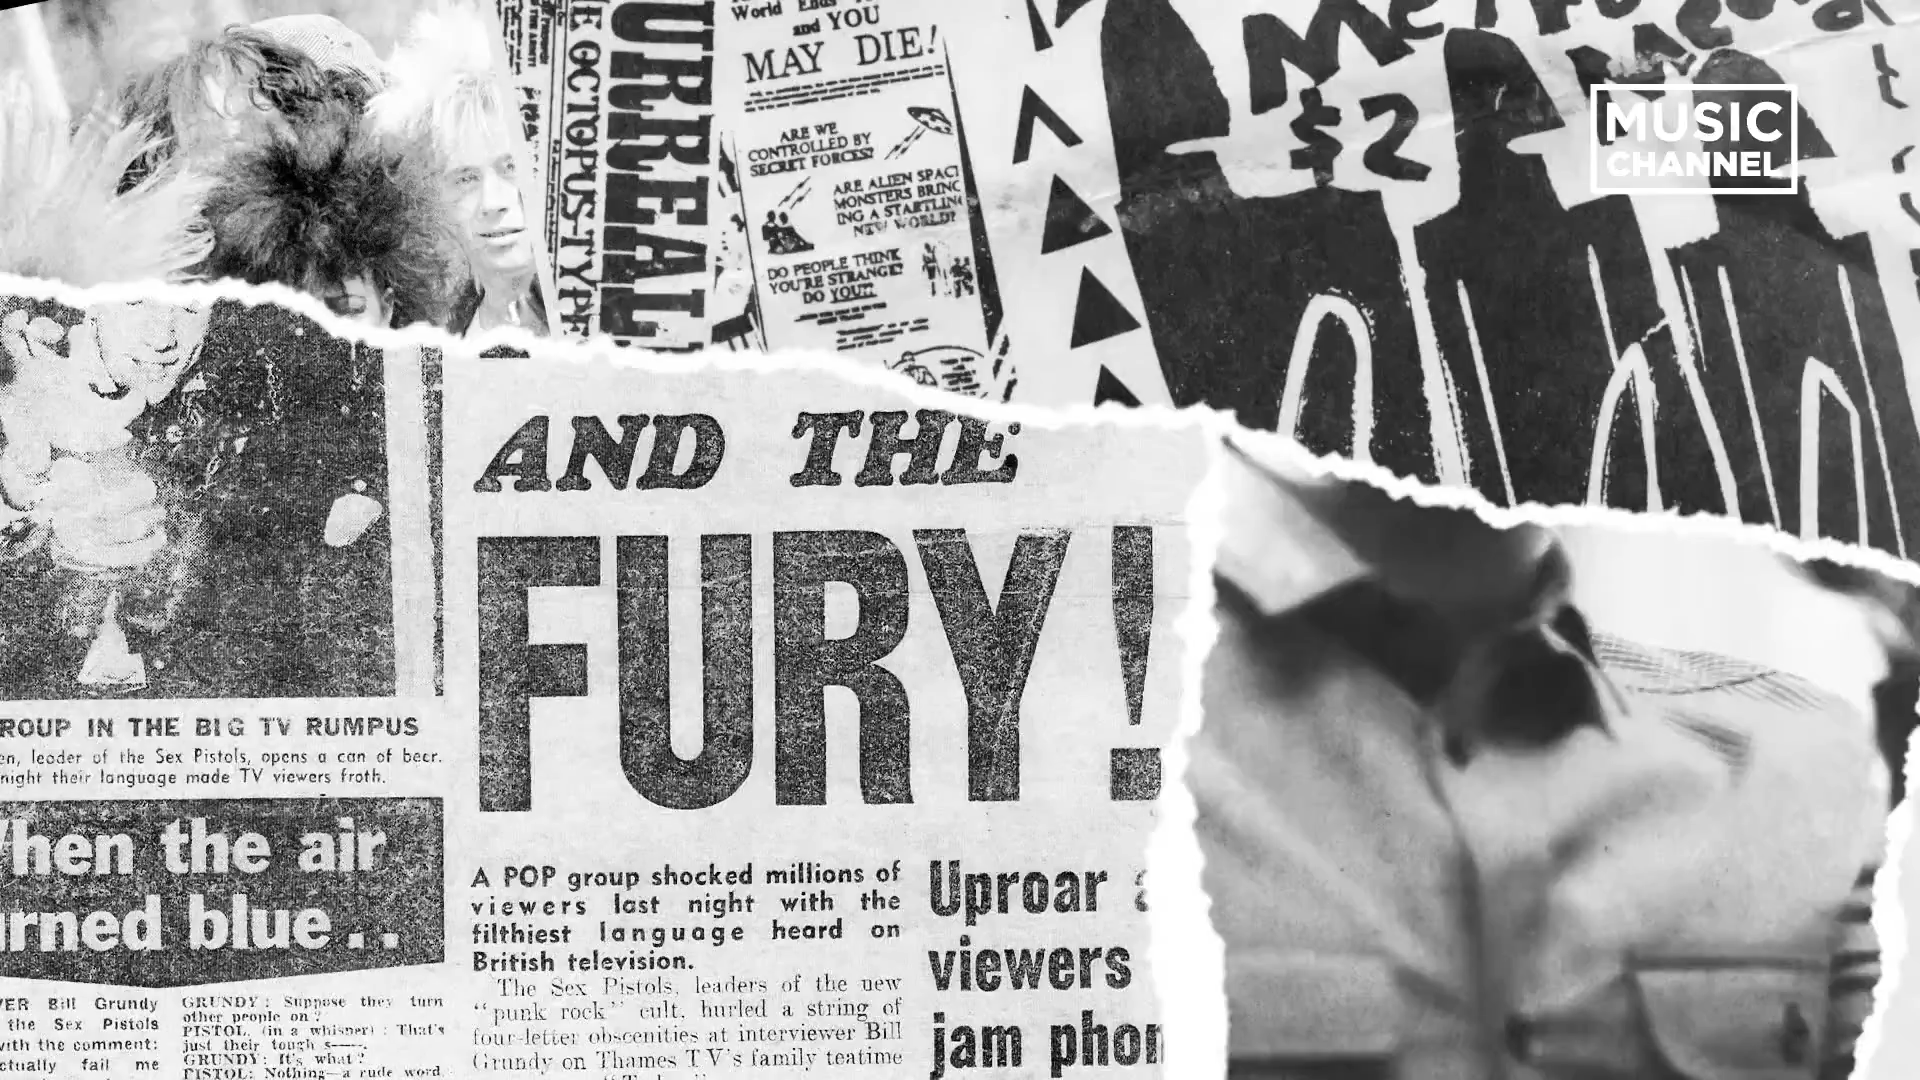 World Ends
and YOU
MAY DIE!
ARE WE
CONTROLLED BY
SECRET FORCES?
ARE ALIEN SPACE
MONSTERS BRING-
ING A STARTLING
NEW WORLD?
DO PEOPLE THINK
YOU'RE STRANGE?
DO YOU??
OCTOPUS-TYPE
URREAL
$2
MUSIC
CHANNEL
AND THE
FURY!
ROUP IN THE BIG TV RUMPUS
en, leader of the Sex Pistols, opens a can of beer.
night their language made TV viewers froth.
hen the air
rned blue..
VER Bill Grundy
the Sex Pistols
with the comment:
ctually fail me
GRUNDY: Suppose they turn
other people on?
PISTOL (in a whisper): That's
just their tough s——.
GRUNDY: It's what?
PISTOL: Nothing—a rude word.
A POP group shocked millions of
viewers last night with the
filthiest language heard on
British television.
The Sex Pistols, leaders of the new
“punk rock” cult, hurled a string of
four-letter obscenities at interviewer Bill
Grundy on Thames TV's family teatime
Uproar
viewers
jam phon